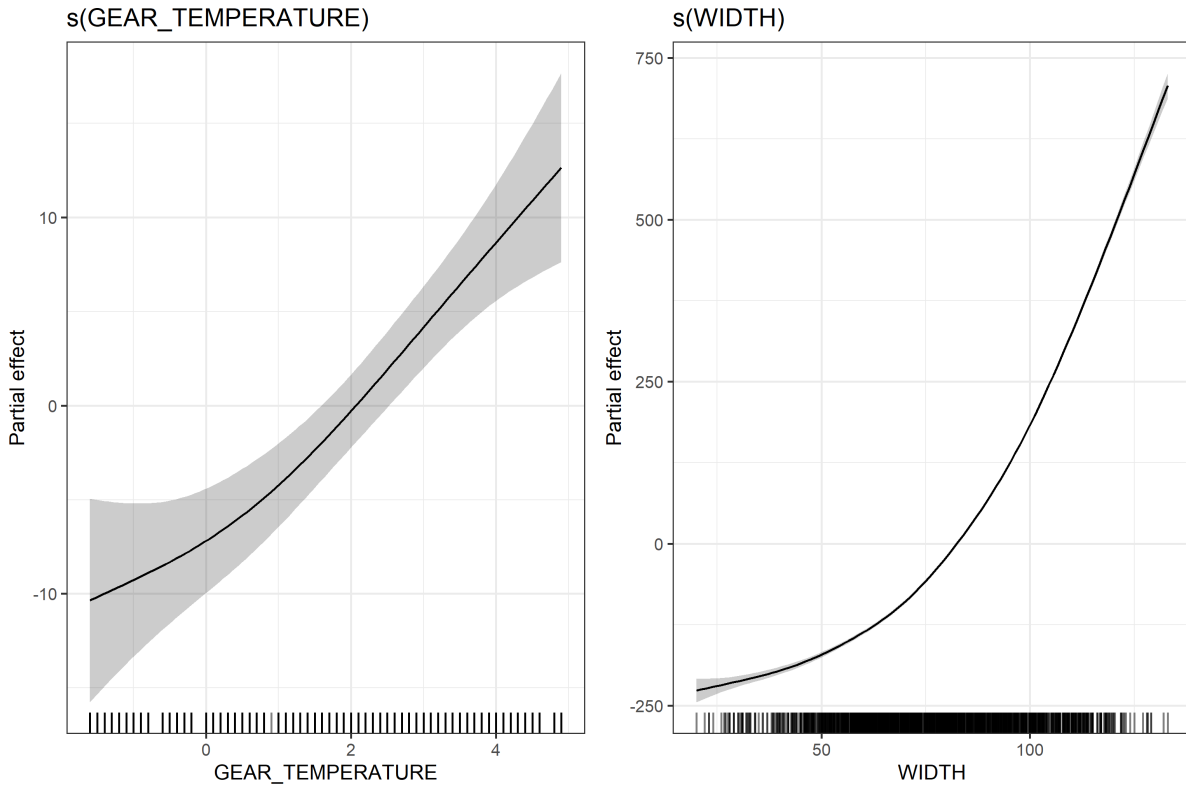 s(GEAR_TEMPERATURE)
10
0
-10
Partial effect
0
2
4
GEAR_TEMPERATURE
s(WIDTH)
750
500
250
0
-250
Partial effect
50
100
WIDTH